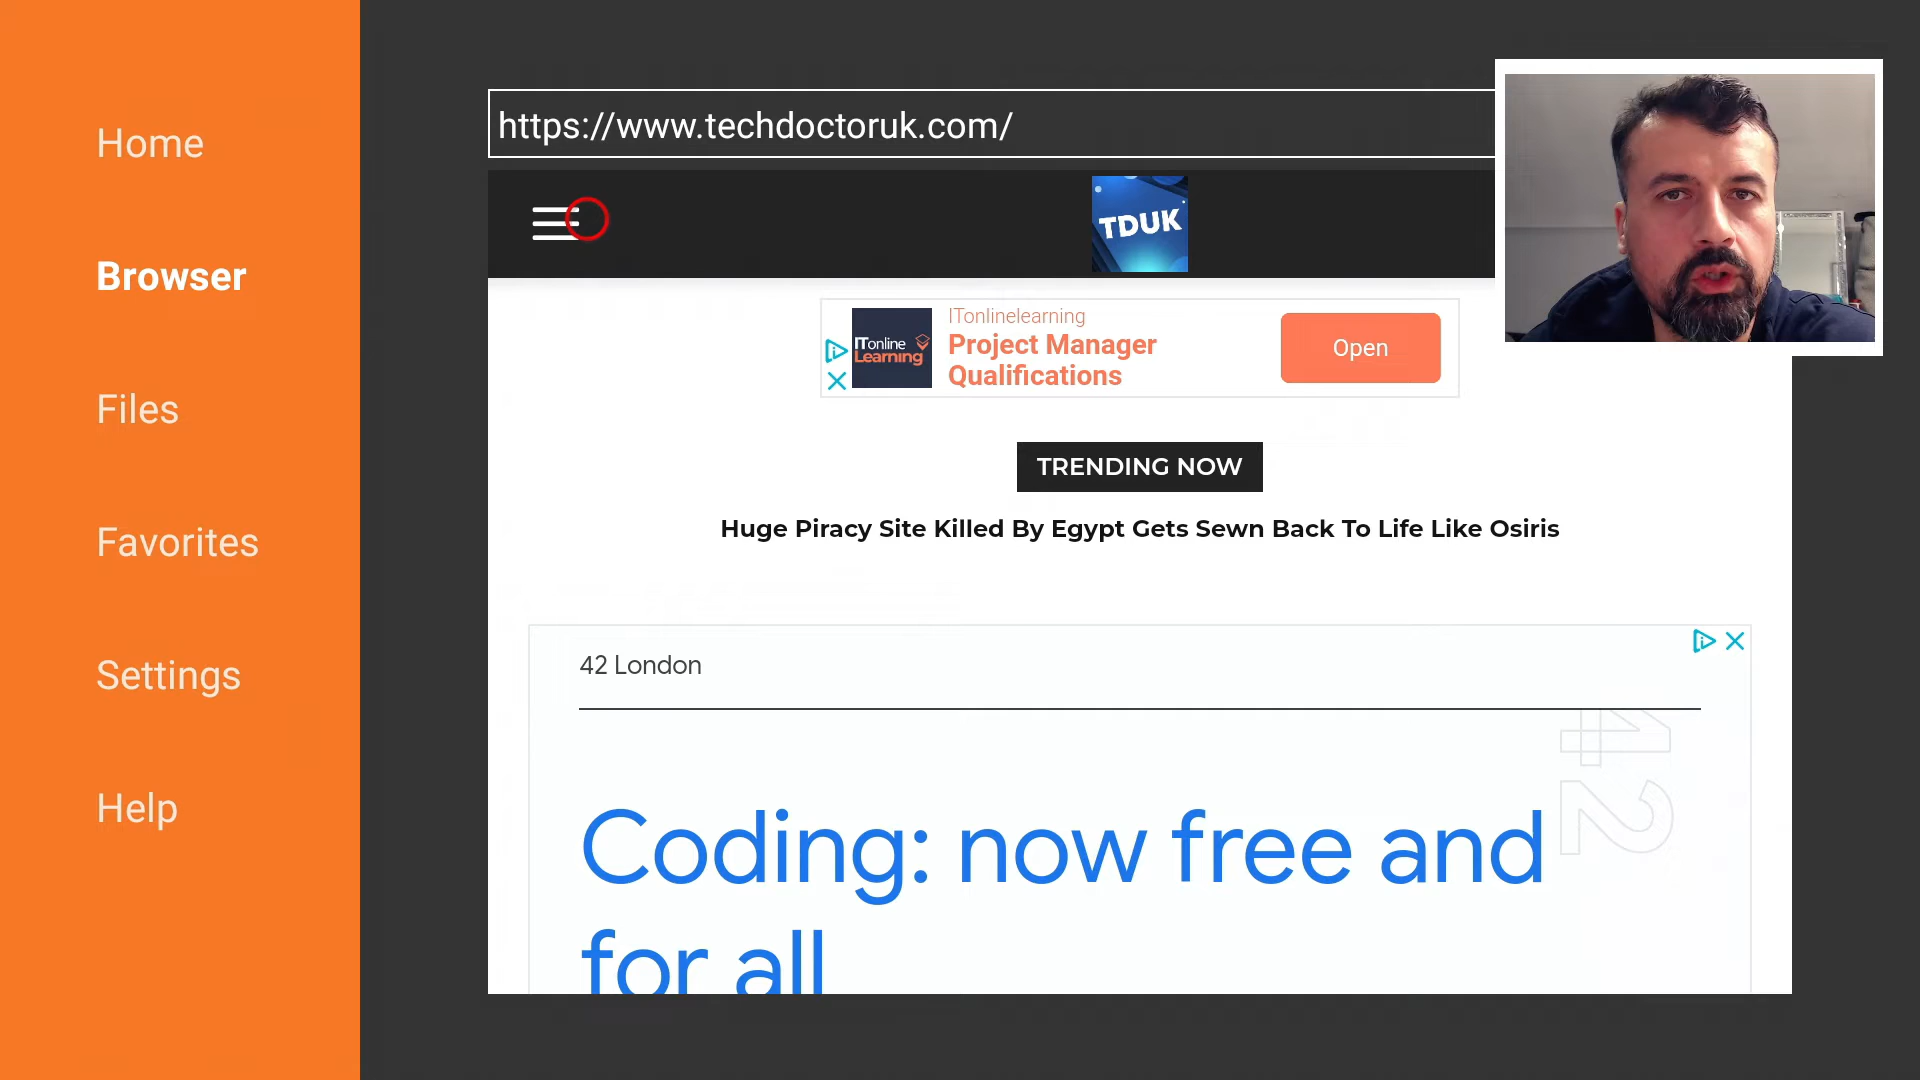 Home
Browser
Files
Favorites
Settings
Help
https://www.techdoctoruk.com/
TDUK
ITonline
Learning
ITonlinelearning
Project Manager
Qualifications
Open
TRENDING NOW
Huge Piracy Site Killed By Egypt Gets Sewn Back To Life Like Osiris
42 London
42
Coding: now free and
for all